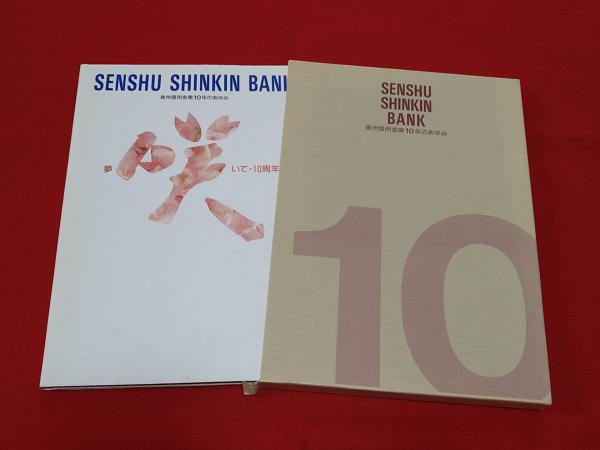 SENSHU SHINKIN BANK
泉州信用金庫10年のあゆみ
夢咲いて・10周年
SENSHU
SHINKIN
BANK
泉州信用金庫10年のあゆみ
10